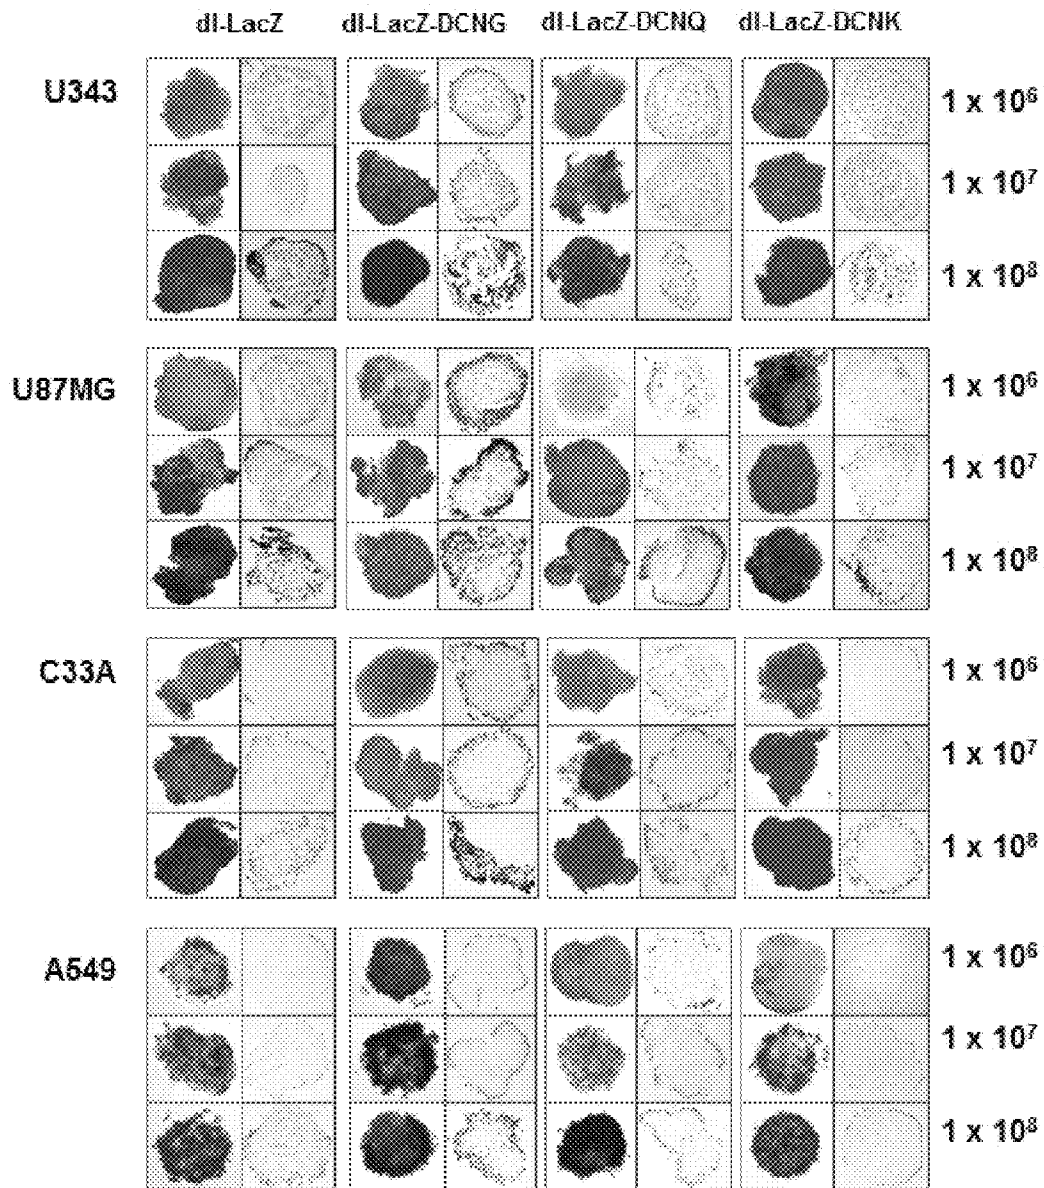 dl-LacZ dl-LacZ-DCNG dl-LacZ-DCNQ dl-LacZ-DCNK
U343 1 x 10⁶
1 x 10⁷
1 x 10⁸
U87MG 1 x 10⁶
1 x 10⁷
1 x 10⁸
C33A 1 x 10⁶
1 x 10⁷
1 x 10⁸
A549 1 x 10⁶
1 x 10⁷
1 x 10⁸